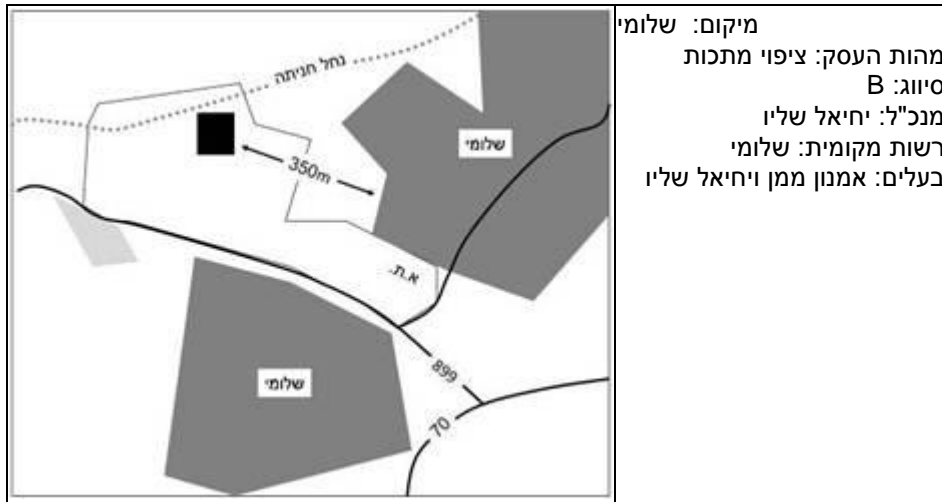 מיקום: שלומי
מהות העסק: ציפוי מתכות
סיווג: B
מנכ"ל: יחיאל שליו
רשות מקומית: שלומי
בעלים: אמנון ממן ויחיאל שליו
נחל חניתה
שלומי
350m
א.ת.
899
שלומי
70